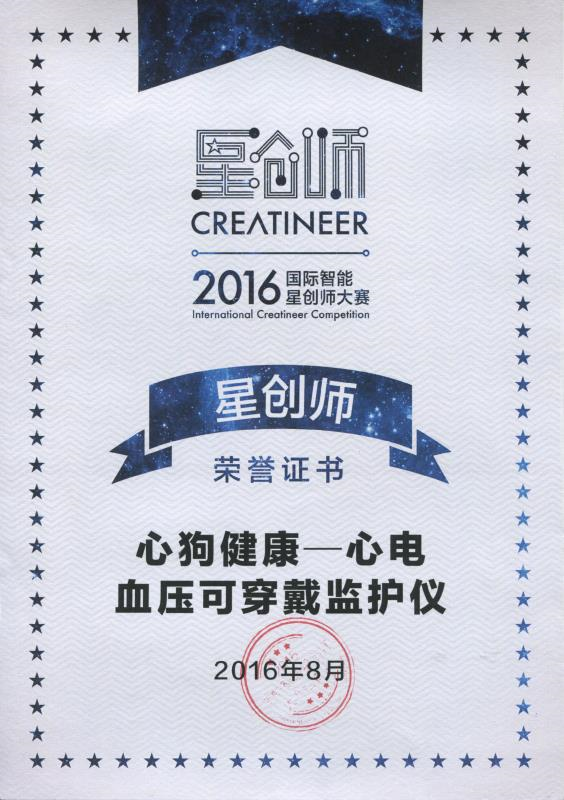 星创师
CREATINEER
2016 国际智能
星创师大赛
International Creatineer Competition
星创师
荣誉证书
心狗健康—心电
血压可穿戴监护仪
2016年8月